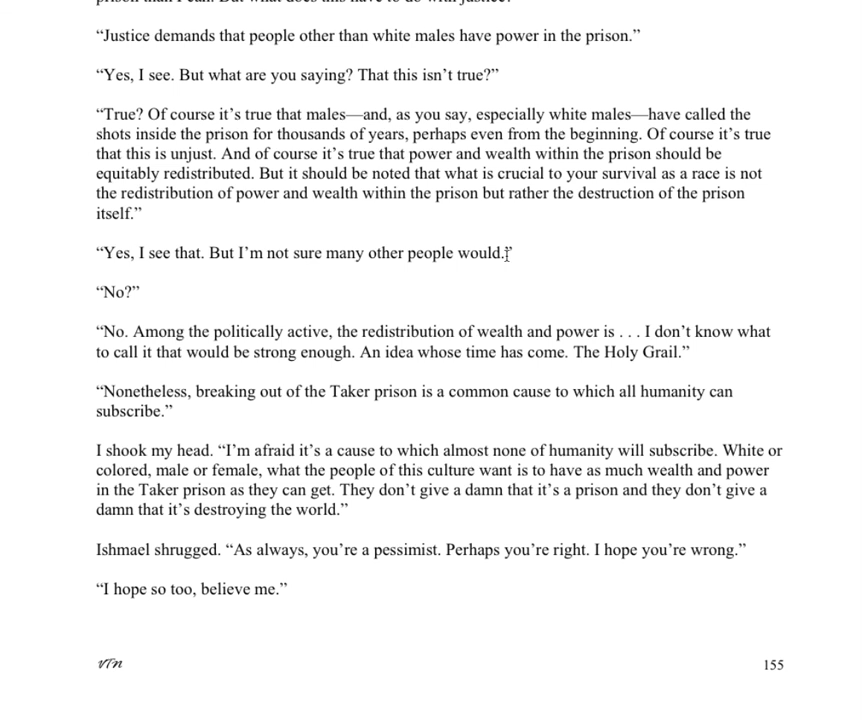 “Justice demands that people other than white males have power in the prison.”
“Yes, I see. But what are you saying? That this isn’t true?”
“True? Of course it’s true that males—and, as you say, especially white males—have called the
shots inside the prison for thousands of years, perhaps even from the beginning. Of course it’s true
that this is unjust. And of course it’s true that power and wealth within the prison should be
equitably redistributed. But it should be noted that what is crucial to your survival as a race is not
the redistribution of power and wealth within the prison but rather the destruction of the prison
itself.”
“Yes, I see that. But I’m not sure many other people would.”
“No?”
“No. Among the politically active, the redistribution of wealth and power is . . . I don’t know what
to call it that would be strong enough. An idea whose time has come. The Holy Grail.”
“Nonetheless, breaking out of the Taker prison is a common cause to which all humanity can
subscribe.”
I shook my head. “I’m afraid it’s a cause to which almost none of humanity will subscribe. White or
colored, male or female, what the people of this culture want is to have as much wealth and power
in the Taker prison as they can get. They don’t give a damn that it’s a prison and they don’t give a
damn that it’s destroying the world.”
Ishmael shrugged. “As always, you’re a pessimist. Perhaps you’re right. I hope you’re wrong.”
“I hope so too, believe me.”
155